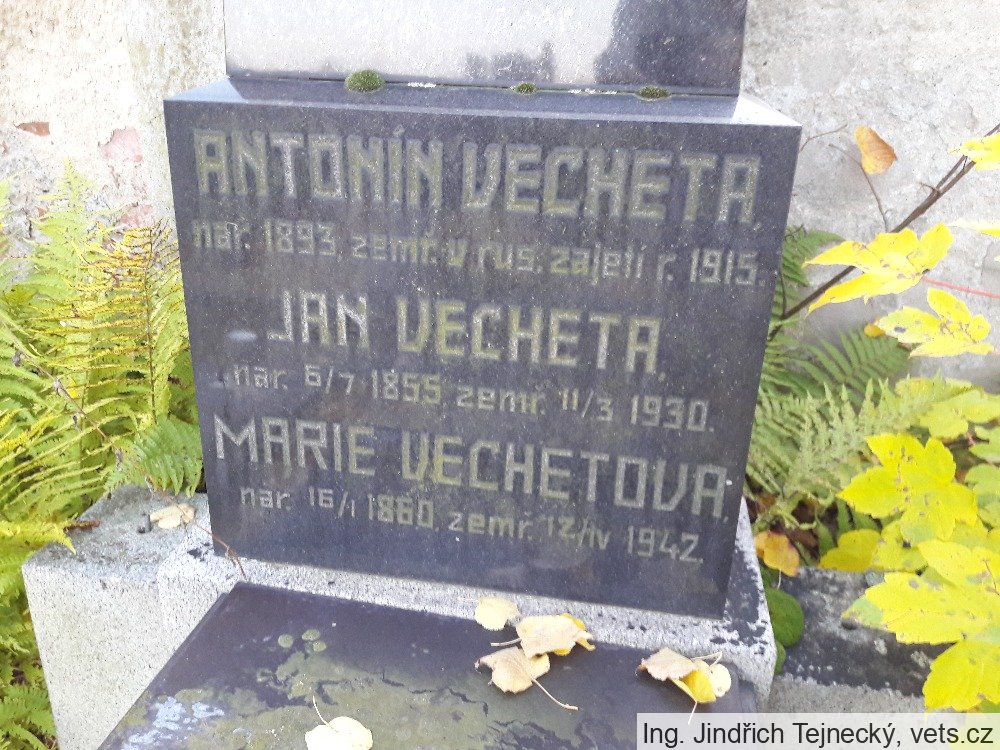 ANTONÍN VECHETA,
nar. 1893, zemř. v rus. zajetí r. 1915.
JAN VECHETA,
nar. 6/7 1855 zemř. 11/3 1930.
MARIE VECHETOVA,
nar. 16/1 1860, zemř. 12/IV 1942.
Ing. Jindřich Tejnecký, vets.cz